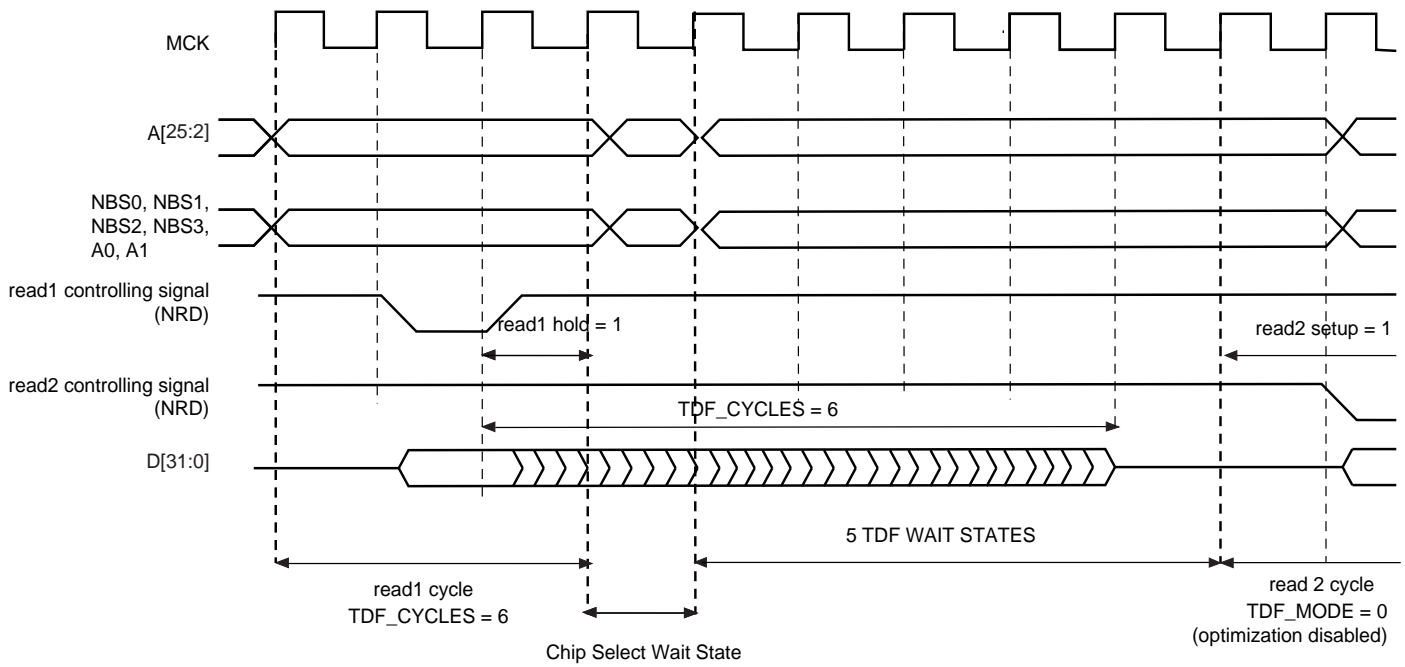 MCK
A[25:2]
NBS0, NBS1,
NBS2, NBS3,
A0, A1
read1 controlling signal
(NRD)
read1 hold = 1
read2 setup = 1
read2 controlling signal
(NRD)
TDF_CYCLES = 6
D[31:0]
5 TDF WAIT STATES
read1 cycle
TDF_CYCLES = 6
read 2 cycle
TDF_MODE = 0
(optimization disabled)
Chip Select Wait State